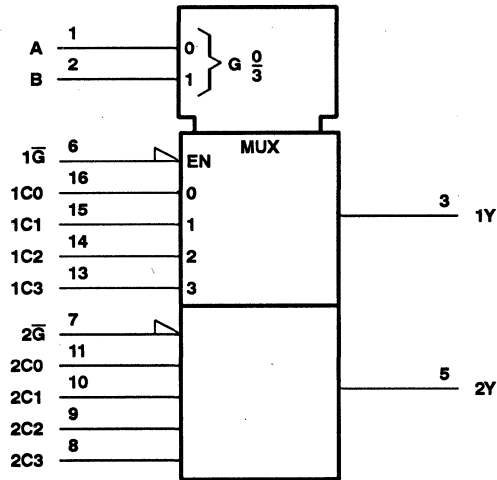 A 1 0
B 2 1
G 0/3
MUX
1G̅ 6 EN
1C0 16 0
1C1 15 1
1C2 14 2
1C3 13 3
3 1Y
2G̅ 7
2C0 11
2C1 10
2C2 9
2C3 8
5 2Y